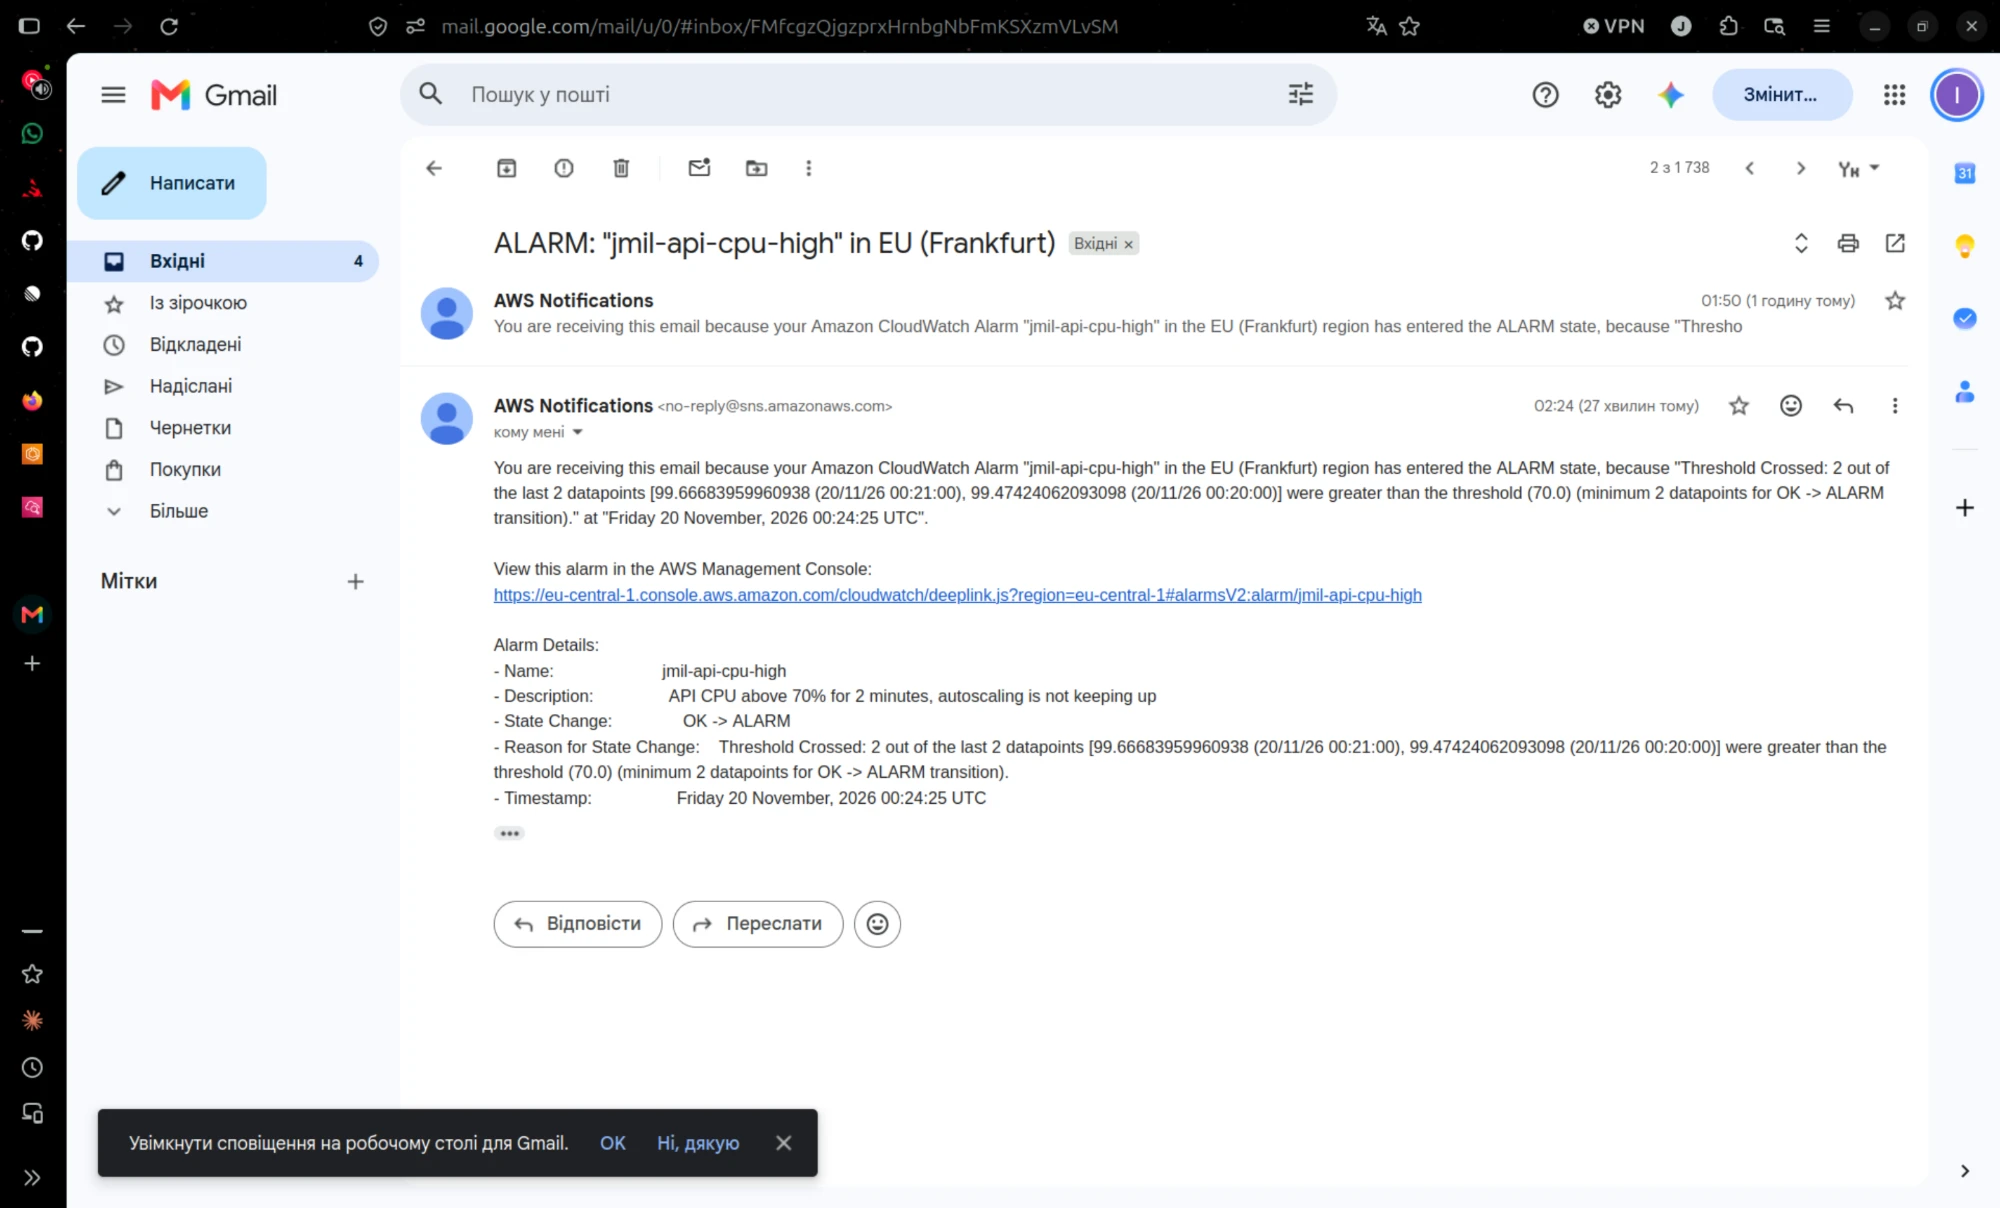 mail.google.com/mail/u/0/#inbox/FMfcgzQjgzprxHrnbgNbFmKSXzmVLvSM
VPN
J
Gmail
Пошук у пошті
Змінит...
I
Написати
Вхідні 4
Із зірочкою
Відкладені
Надіслані
Чернетки
Покупки
Більше
Мітки
2 з 1 738
Ун
31
ALARM: "jmil-api-cpu-high" in EU (Frankfurt) Вхідні ×
AWS Notifications 01:50 (1 годину тому)
You are receiving this email because your Amazon CloudWatch Alarm "jmil-api-cpu-high" in the EU (Frankfurt) region has entered the ALARM state, because "Thresho
AWS Notifications <no-reply@sns.amazonaws.com> 02:24 (27 хвилин тому)
кому мені
You are receiving this email because your Amazon CloudWatch Alarm "jmil-api-cpu-high" in the EU (Frankfurt) region has entered the ALARM state, because "Threshold Crossed: 2 out of
the last 2 datapoints [99.66683959960938 (20/11/26 00:21:00), 99.47424062093098 (20/11/26 00:20:00)] were greater than the threshold (70.0) (minimum 2 datapoints for OK -> ALARM
transition)." at "Friday 20 November, 2026 00:24:25 UTC".
View this alarm in the AWS Management Console:
https://eu-central-1.console.aws.amazon.com/cloudwatch/deeplink.js?region=eu-central-1#alarmsV2:alarm/jmil-api-cpu-high
Alarm Details:
- Name: jmil-api-cpu-high
- Description: API CPU above 70% for 2 minutes, autoscaling is not keeping up
- State Change: OK -> ALARM
- Reason for State Change: Threshold Crossed: 2 out of the last 2 datapoints [99.66683959960938 (20/11/26 00:21:00), 99.47424062093098 (20/11/26 00:20:00)] were greater than the
threshold (70.0) (minimum 2 datapoints for OK -> ALARM transition).
- Timestamp: Friday 20 November, 2026 00:24:25 UTC
Відповісти
Переслати
Увімкнути сповіщення на робочому столі для Gmail. OK Ні, дякую